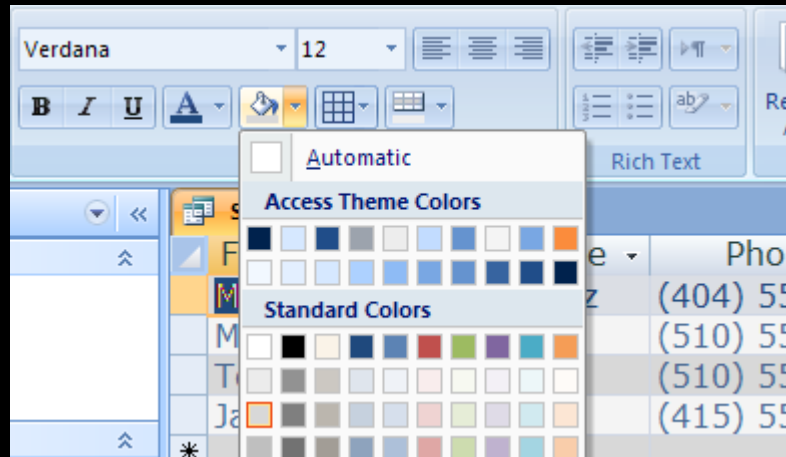 Verdana 12
B I U A ab
Re
Rich Text
Automatic
Access Theme Colors
S
F e Pho
M z (404) 55
Standard Colors
M (510) 55
T (510) 55
Ja (415) 55
*